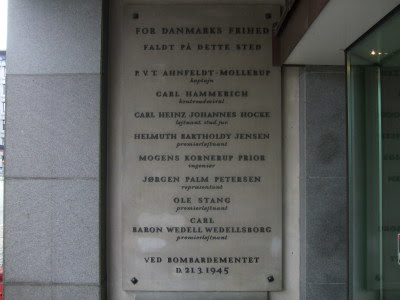 FOR DANMARKS FRIHED
FALDT PÅ DETTE STED
P. V. T. AHNFELDT-MOLLERUP
kaptajn
CARL HAMMERICH
kontreadmiral
CARL HEINZ JOHANNES HOCKE
løjtnant stud. jur.
HELMUTH BARTHOLDY JENSEN
premierløjtnant
MOGENS KORNERUP PRIOR
ingeniør
JØRGEN PALM PETERSEN
repræsentant
OLE STANG
premierløjtnant
CARL
BARON WEDELL WEDELLSBORG
premierløjtnant
VED BOMBARDEMENTET
D. 21. 3. 1945